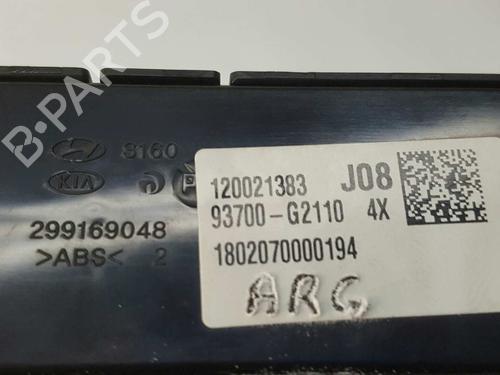 B-PARTS
S160
KIA
299169048
>ABS< 2
120021383 J08
93700-G2110 4X
1802070000194
ARG